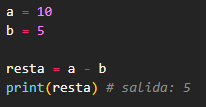 a = 10
b = 5
resta = a - b
print(resta) # salida: 5